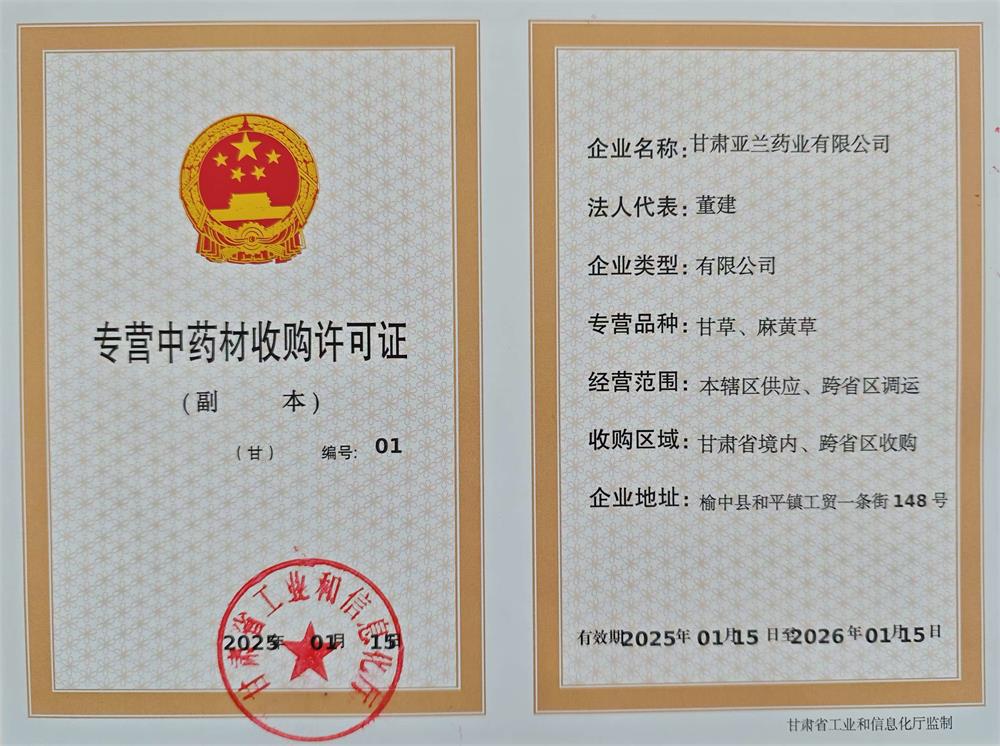 专营中药材收购许可证
(副 本)
(甘) 编号: 01
甘肃省工业和信息化厅
2025年 01月 15日
企业名称:甘肃亚兰药业有限公司
法人代表:董建
企业类型:有限公司
专营品种:甘草、麻黄草
经营范围:本辖区供应、跨省区调运
收购区域:甘肃省境内、跨省区收购
企业地址:榆中县和平镇工贸一条街148号
有效期2025年 01月15日至2026年01月15日
甘肃省工业和信息化厅监制